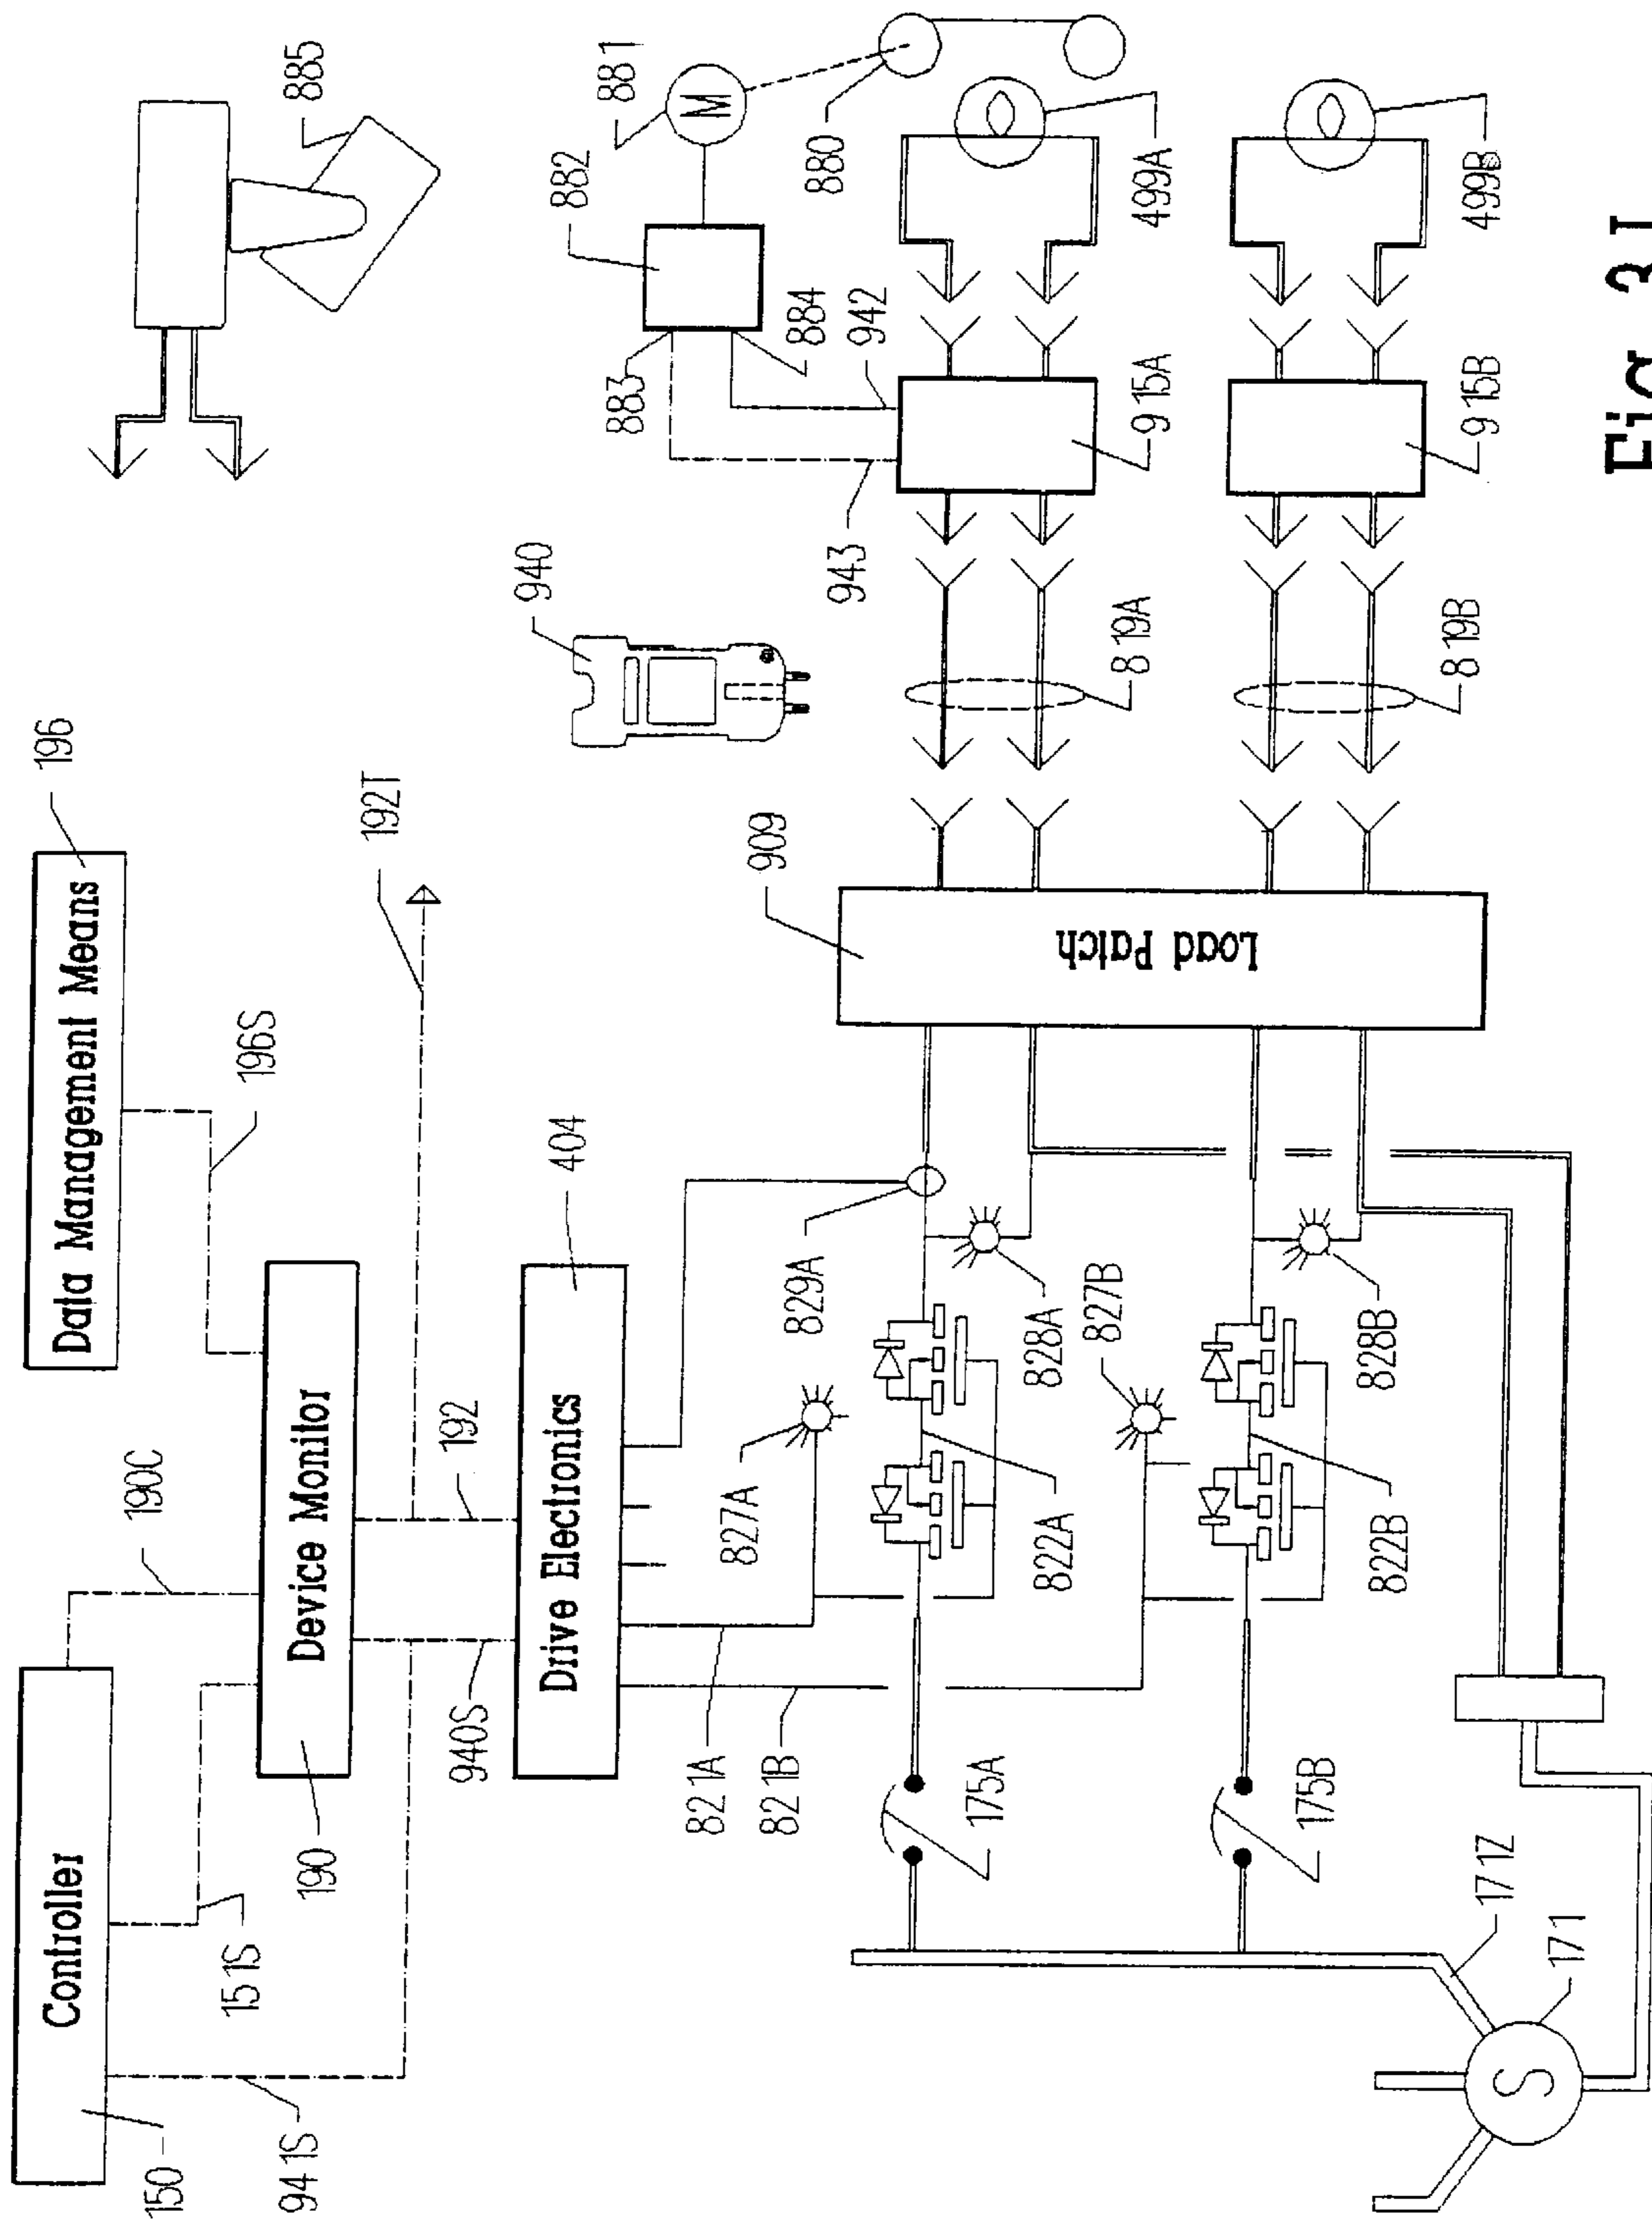 Controller
150
941S
151S
190C
Device Monitor
190
Data Management Means
196
196S
192T
192
940S
Drive Electronics
404
821A
821B
827A
829A
828A
827B
822A
828B
822B
175A
175B
171Z
171
S
Load Patch
909
940
819A
819B
943
942
883
884
882
881
M
880
885
915A
915B
499A
499B